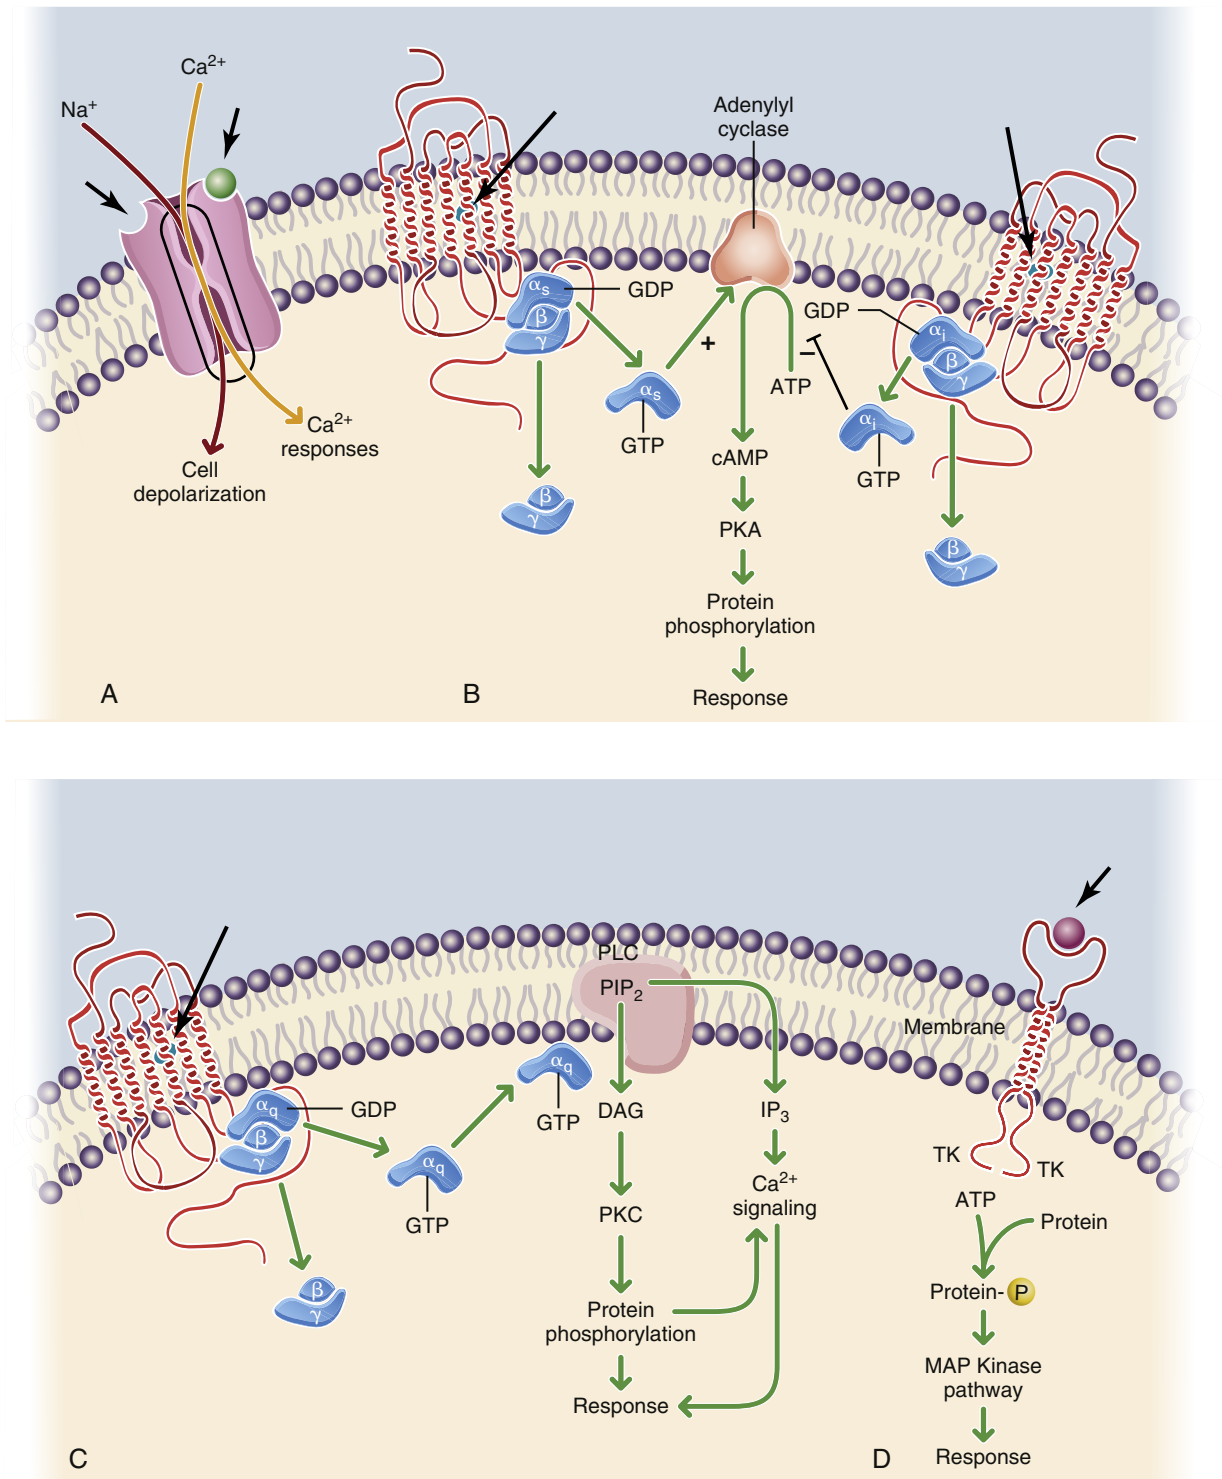 Ca2+
Na+
Ca2+
responses
Cell
depolarization
A
Adenylyl
cyclase
αs
β
γ
GDP
αs
GTP
+
β
γ
ATP
–
cAMP
PKA
Protein
phosphorylation
Response
B
GDP
αi
β
γ
αi
GTP
β
γ
PLC
PIP2
αq
β
γ
GDP
αq
GTP
αq
GTP
β
γ
DAG
PKC
Protein
phosphorylation
Response
IP3
Ca2+
signaling
C
Membrane
TK
TK
ATP
Protein
Protein-P
MAP Kinase
pathway
Response
D